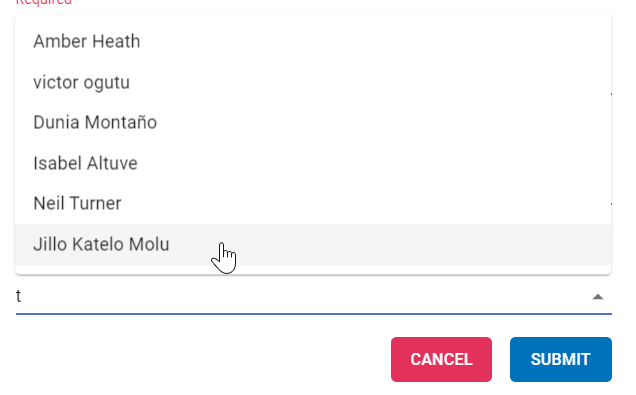 Required
Amber Heath
victor ogutu
Dunia Montaño
Isabel Altuve
Neil Turner
Jillo Katelo Molu
t
CANCEL SUBMIT